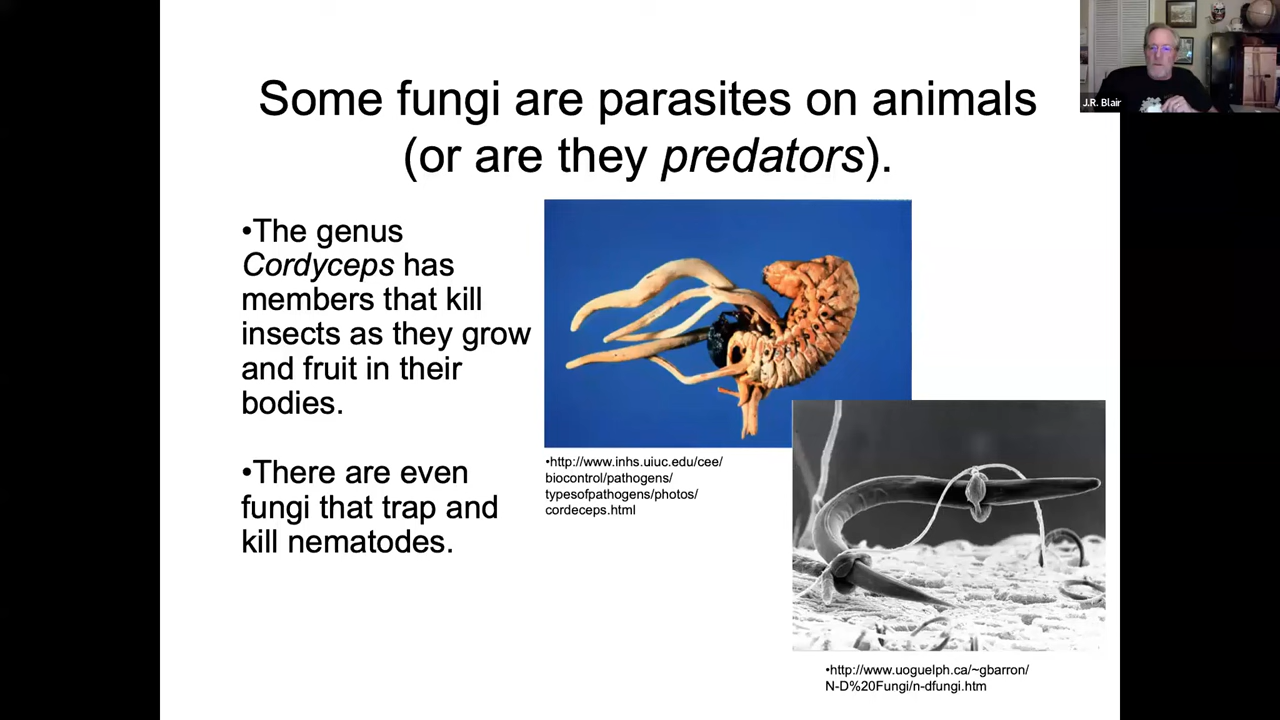 Some fungi are parasites on animals
(or are they predators).
J.R. Blair
•The genus
Cordyceps has
members that kill
insects as they grow
and fruit in their
bodies.
•There are even
fungi that trap and
kill nematodes.
•http://www.inhs.uiuc.edu/cee/
biocontrol/pathogens/
typesofpathogens/photos/
cordeceps.html
•http://www.uoguelph.ca/~gbarron/
N-D%20Fungi/n-dfungi.htm